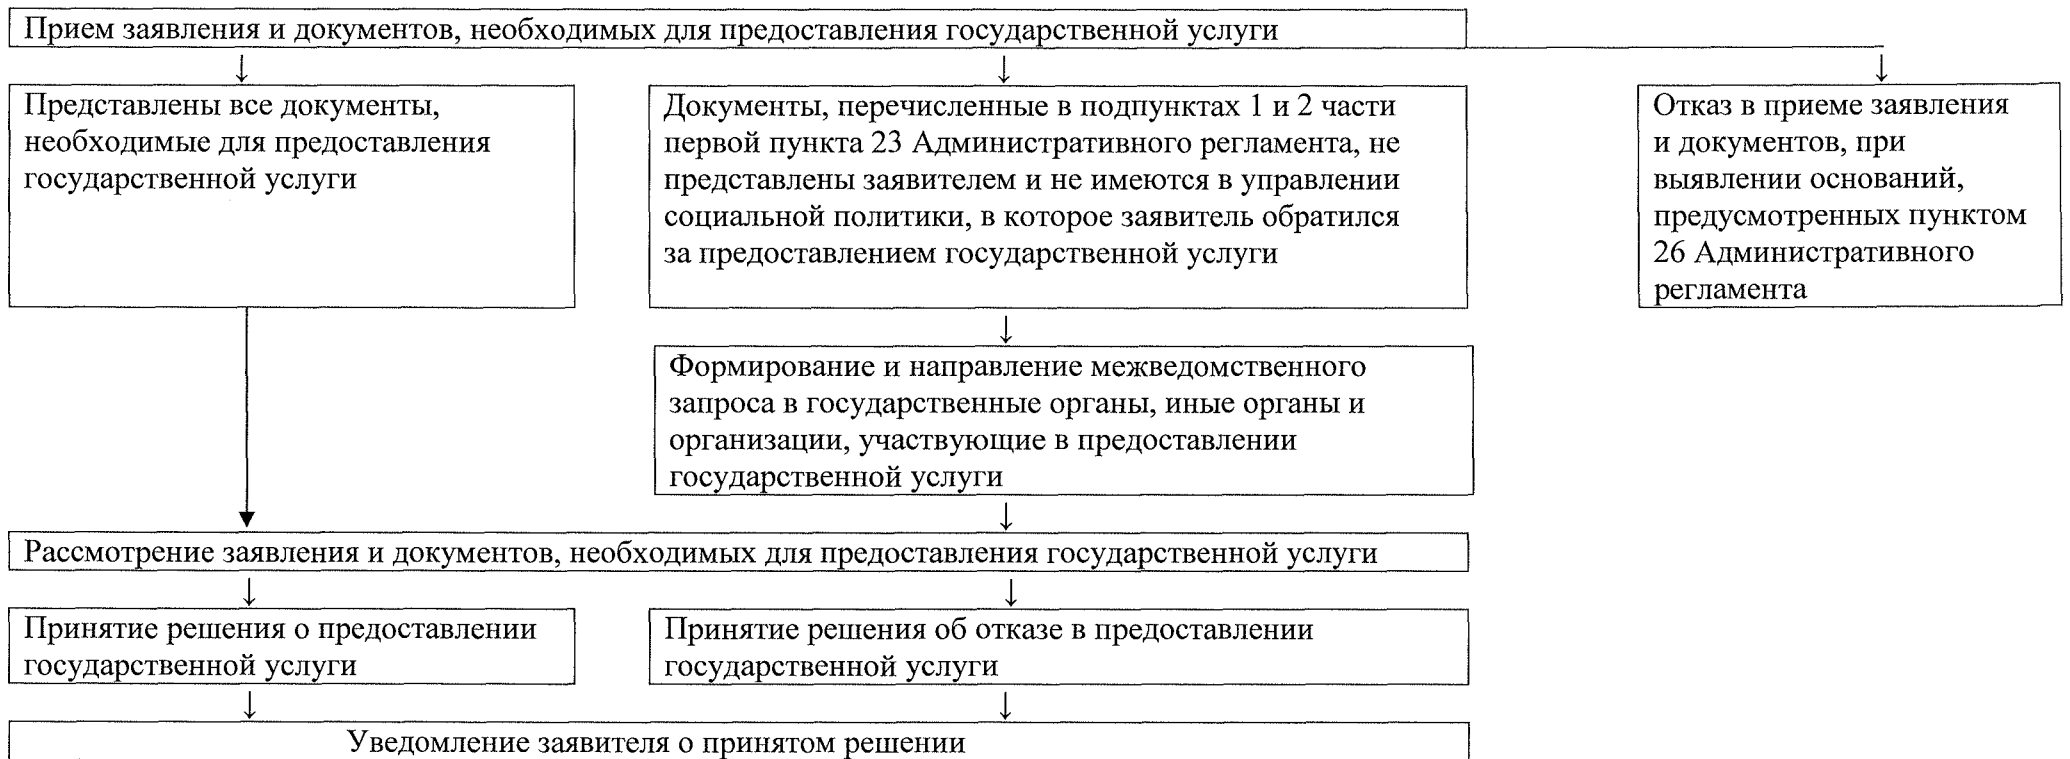 Прием заявления и документов, необходимых для предоставления государственной услуги
Представлены все документы,
необходимые для предоставления
государственной услуги
Документы, перечисленные в подпунктах 1 и 2 части
первой пункта 23 Административного регламента, не
представлены заявителем и не имеются в управлении
социальной политики, в которое заявитель обратился
за предоставлением государственной услуги
Отказ в приеме заявления
и документов, при
выявлении оснований,
предусмотренных пунктом
26 Административного
регламента
Формирование и направление межведомственного
запроса в государственные органы, иные органы и
организации, участвующие в предоставлении
государственной услуги
Рассмотрение заявления и документов, необходимых для предоставления государственной услуги
Принятие решения о предоставлении
государственной услуги
Принятие решения об отказе в предоставлении
государственной услуги
Уведомление заявителя о принятом решении